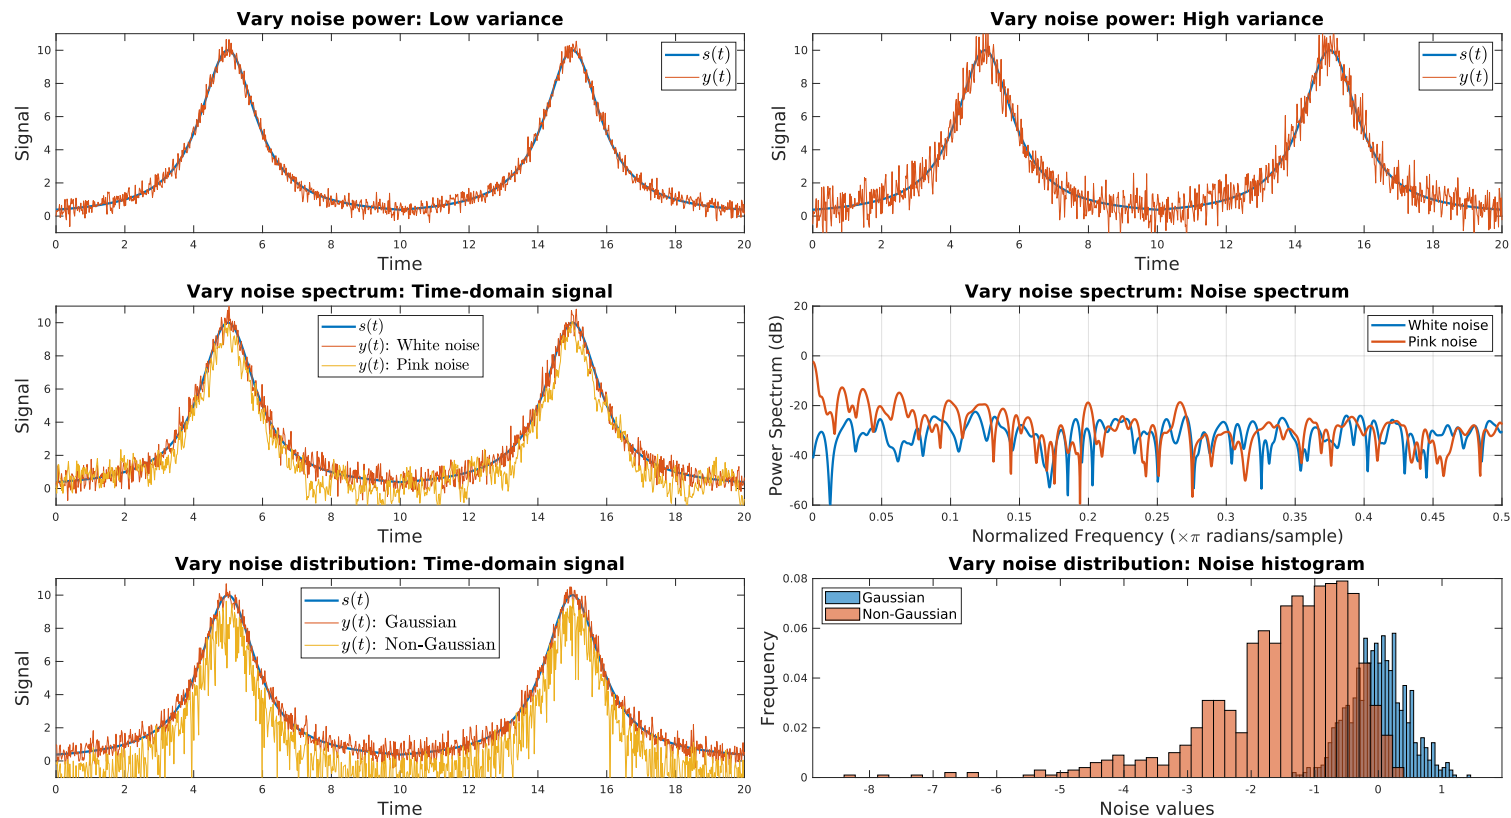 Vary noise power: Low variance
Signal
10
8
6
4
2
0
s(t)
y(t)
0 2 4 6 8 10 12 14 16 18 20
Time
Vary noise power: High variance
Signal
10
8
6
4
2
0
s(t)
y(t)
0 2 4 6 8 10 12 14 16 18 20
Time
Vary noise spectrum: Time-domain signal
Signal
10
8
6
4
2
0
s(t)
y(t): White noise
y(t): Pink noise
0 2 4 6 8 10 12 14 16 18 20
Time
Vary noise spectrum: Noise spectrum
Power Spectrum (dB)
20
0
-20
-40
-60
White noise
Pink noise
0 0.05 0.1 0.15 0.2 0.25 0.3 0.35 0.4 0.45 0.5
Normalized Frequency (×π radians/sample)
Vary noise distribution: Time-domain signal
Signal
10
8
6
4
2
0
s(t)
y(t): Gaussian
y(t): Non-Gaussian
0 2 4 6 8 10 12 14 16 18 20
Time
Vary noise distribution: Noise histogram
Frequency
0.08
0.06
0.04
0.02
0
Gaussian
Non-Gaussian
-8 -7 -6 -5 -4 -3 -2 -1 0 1
Noise values